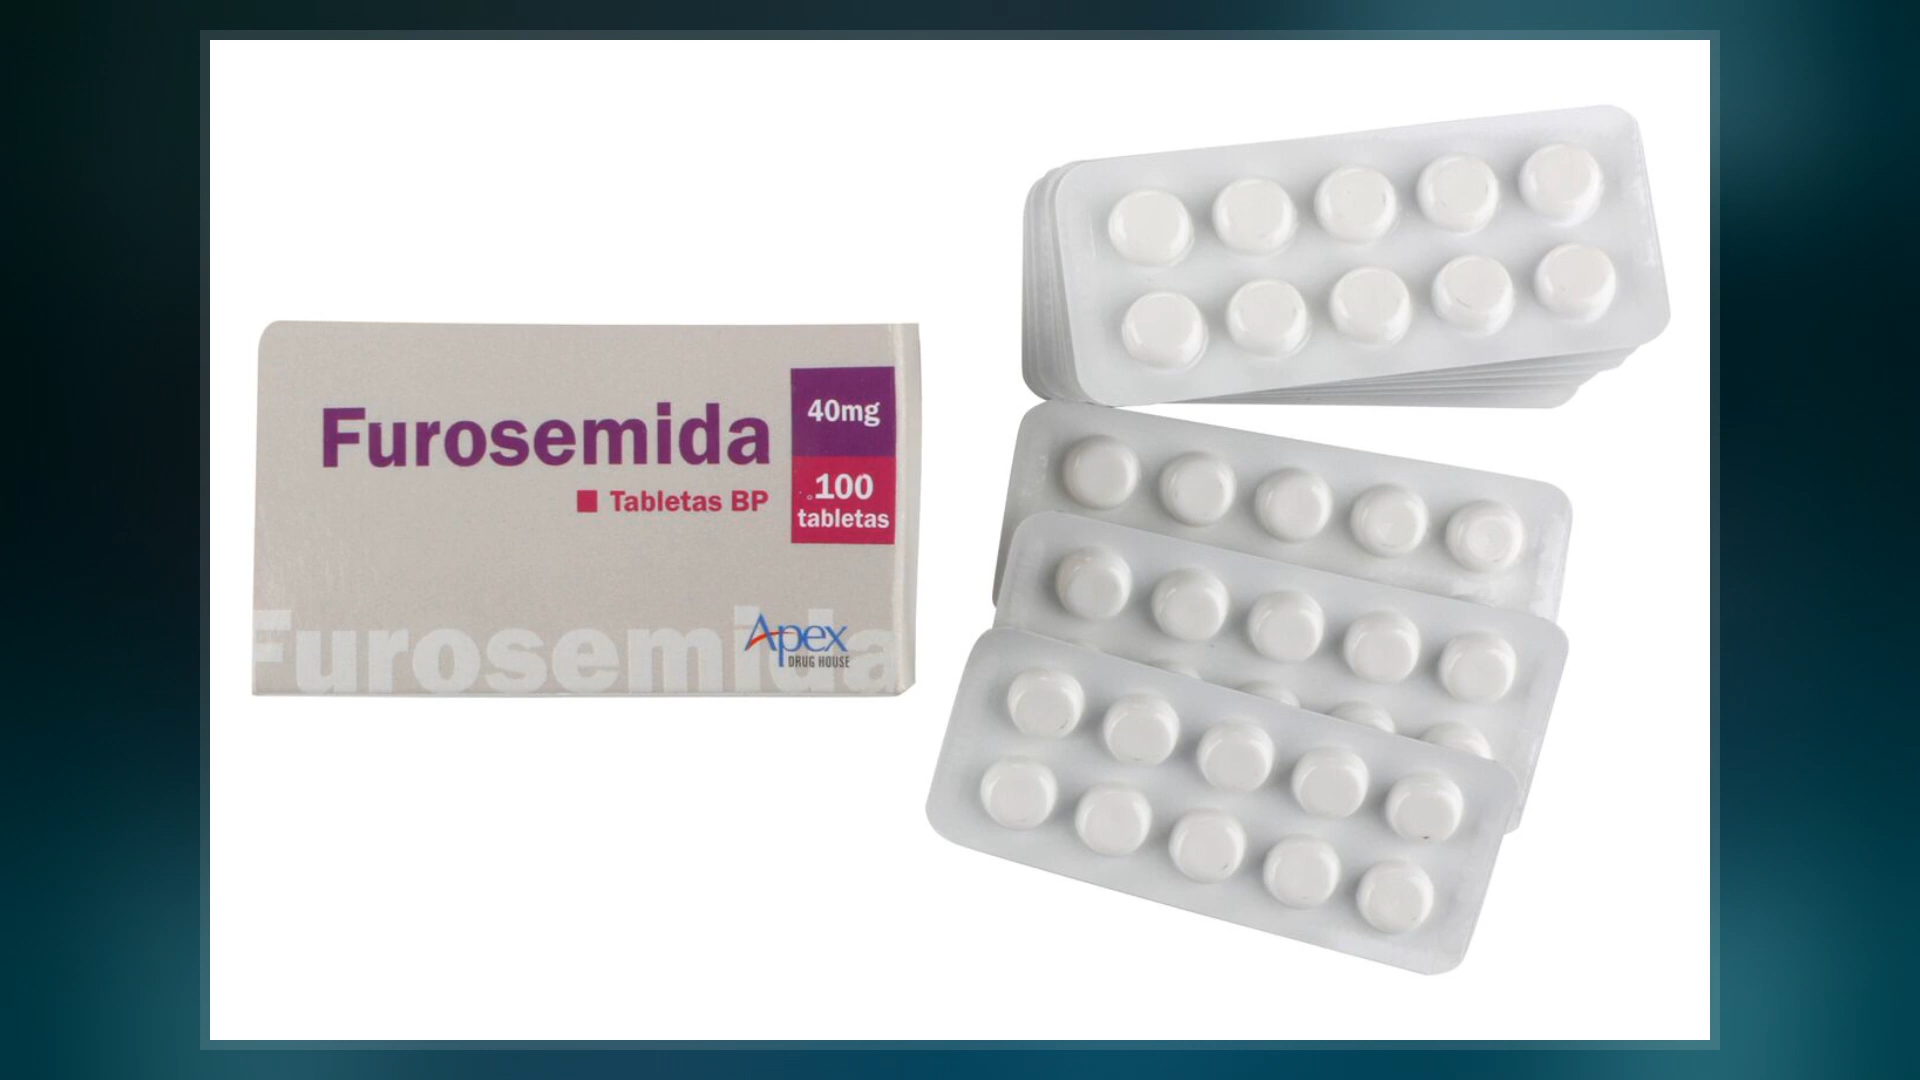 Furosemida
Tabletas BP
40mg
100
tabletas
Furosemida
Apex
DRUG HOUSE